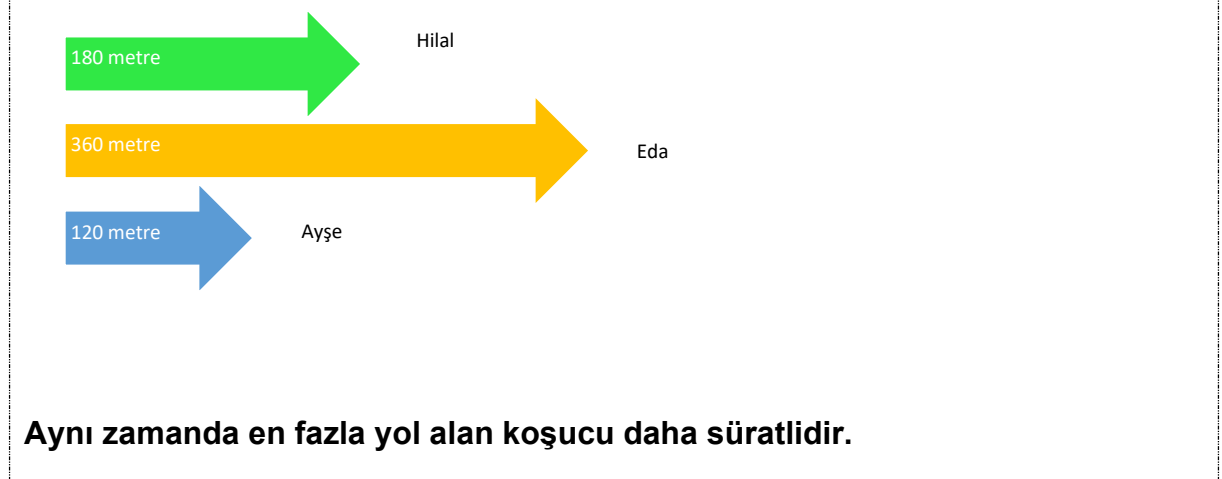 180 metre
Hilal
360 metre
Eda
120 metre
Ayşe
Aynı zamanda en fazla yol alan koşucu daha süratlidir.